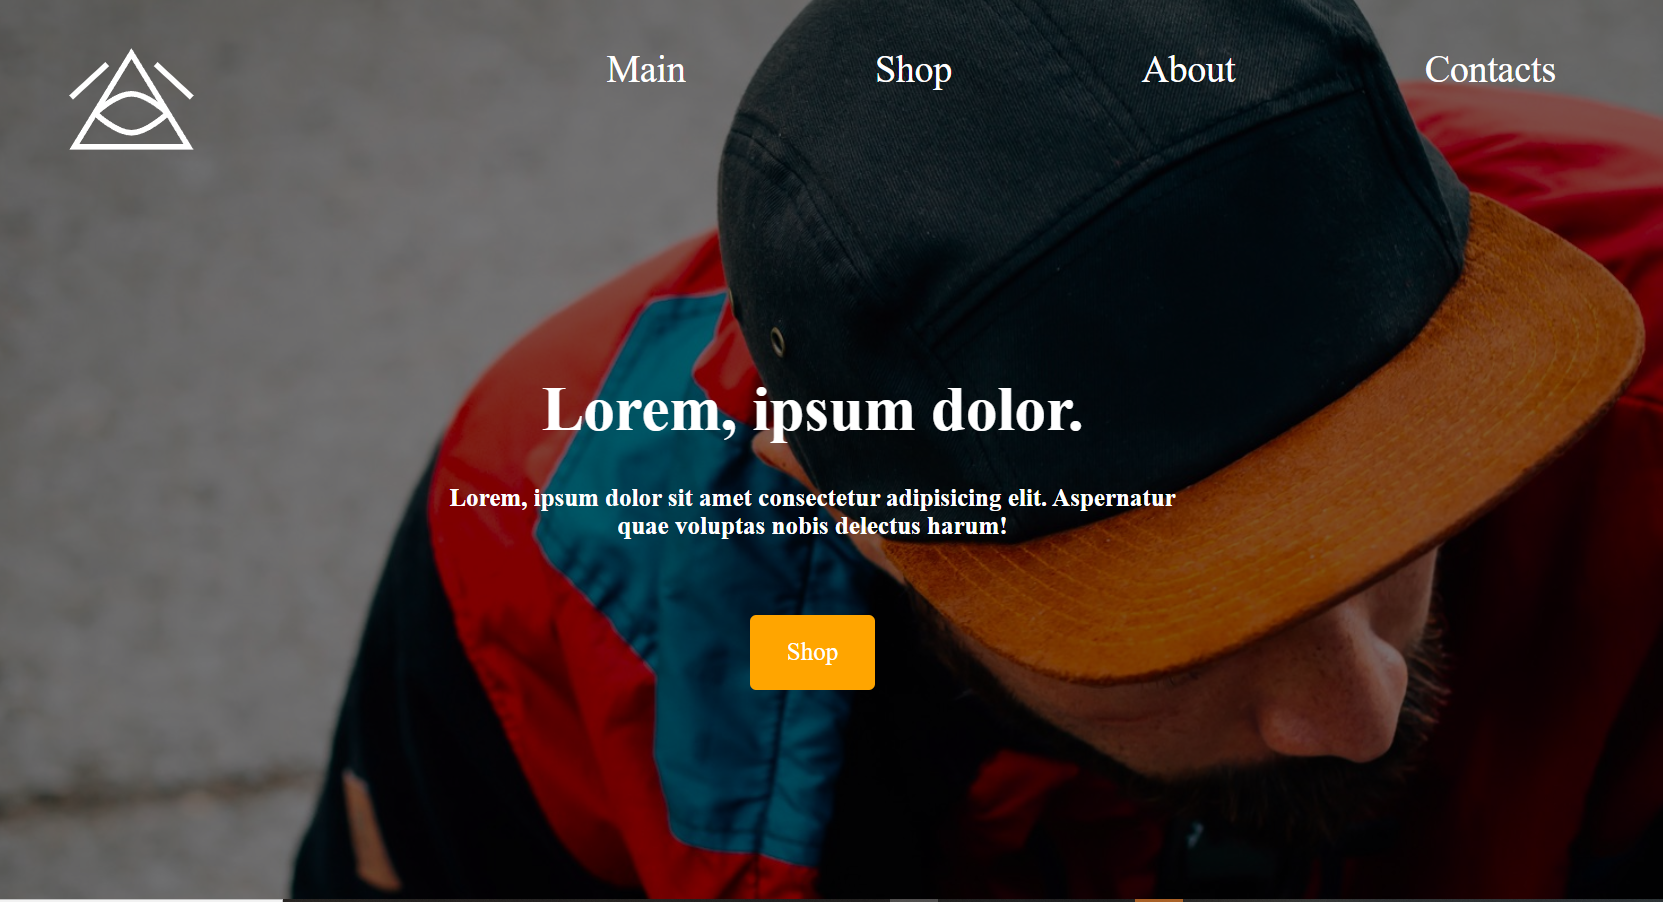 Main
Shop
About
Contacts
Lorem, ipsum dolor.
Lorem, ipsum dolor sit amet consectetur adipisicing elit. Aspernatur
quae voluptas nobis delectus harum!
Shop